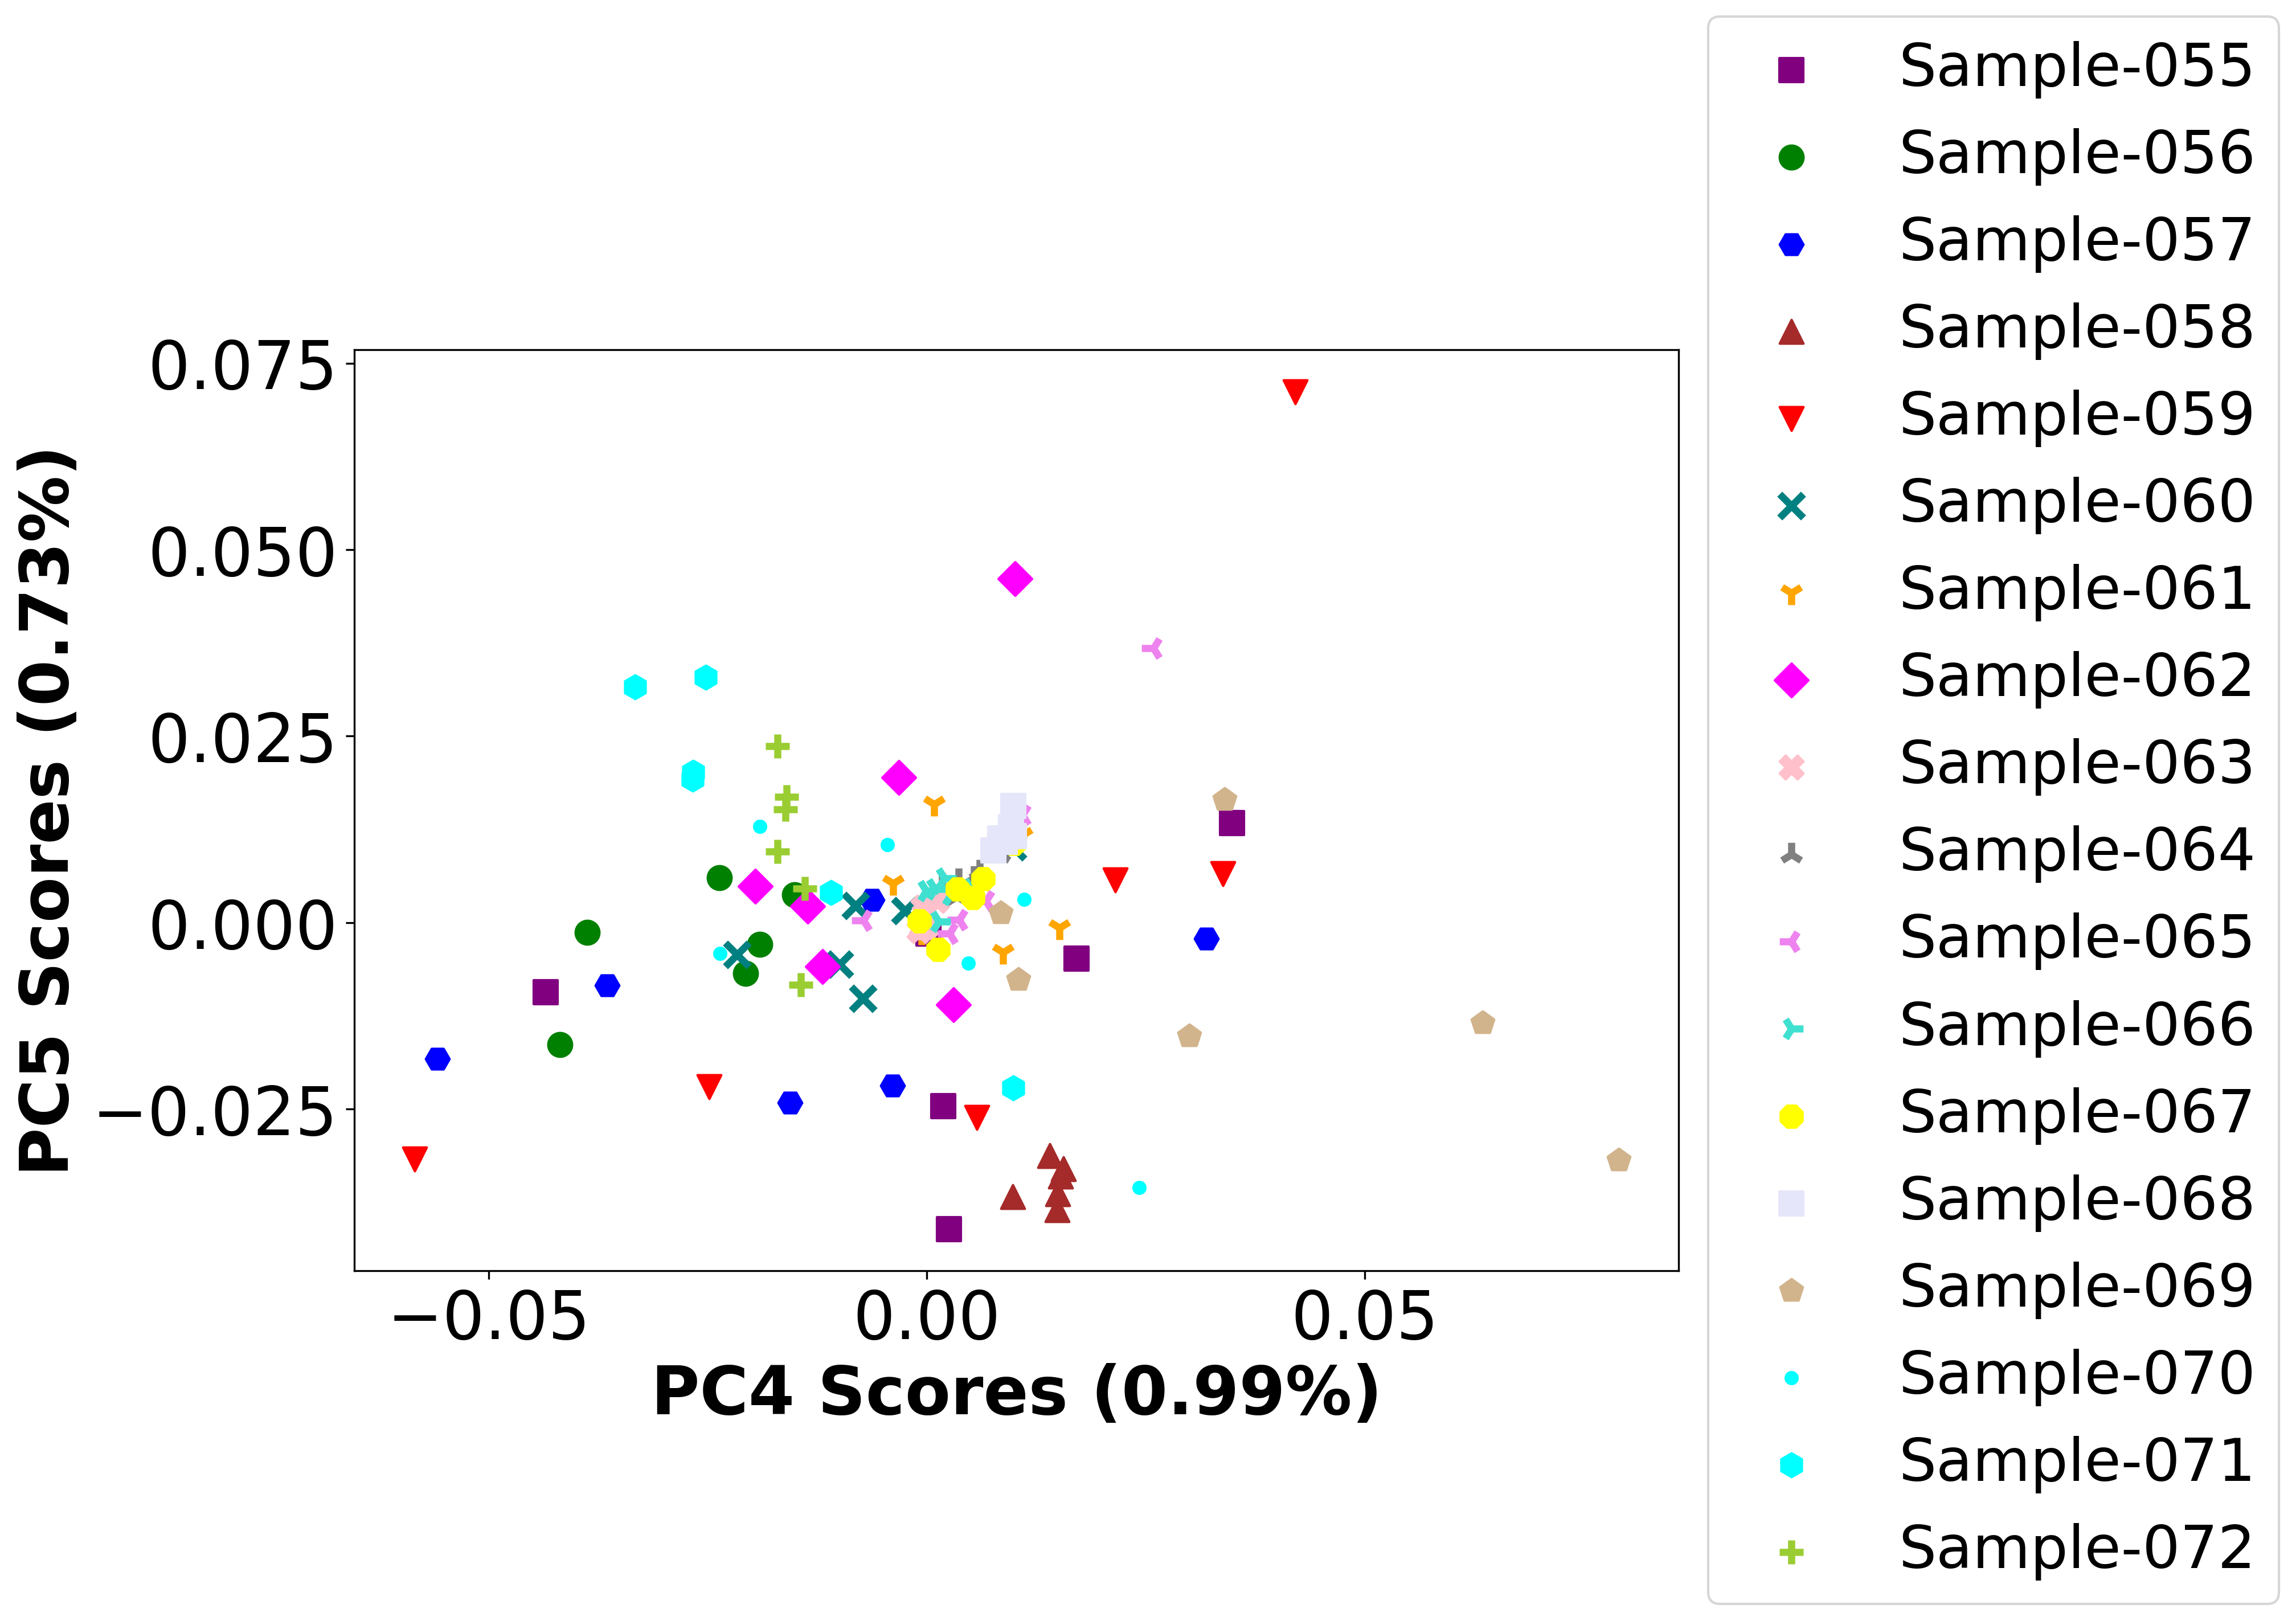 0.075
0.050
0.025
0.000
−0.025
−0.05
0.00
0.05
PC5 Scores (0.73%)
PC4 Scores (0.99%)
Sample-055
Sample-056
Sample-057
Sample-058
Sample-059
Sample-060
Sample-061
Sample-062
Sample-063
Sample-064
Sample-065
Sample-066
Sample-067
Sample-068
Sample-069
Sample-070
Sample-071
Sample-072